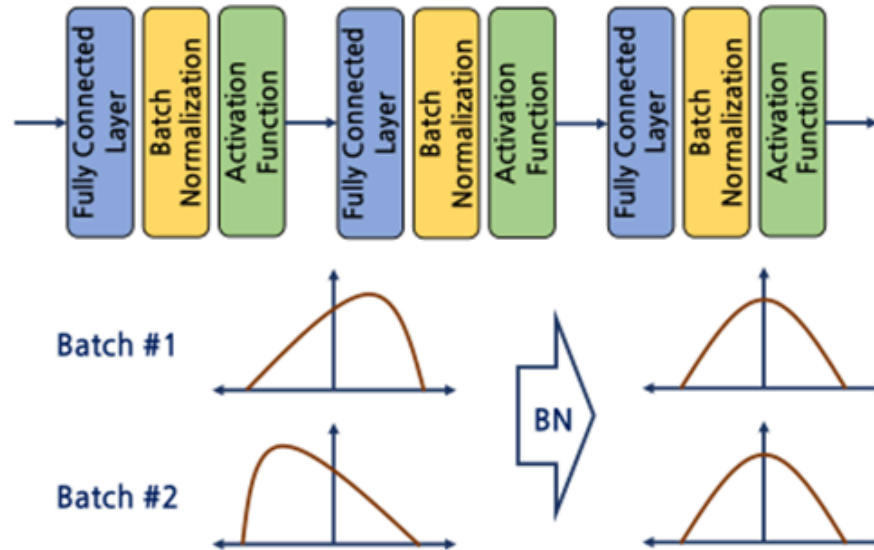 Fully Connected
Layer
Batch
Normalization
Activation
Function
Fully Connected
Layer
Batch
Normalization
Activation
Function
Fully Connected
Layer
Batch
Normalization
Activation
Function
Batch #1
BN
Batch #2